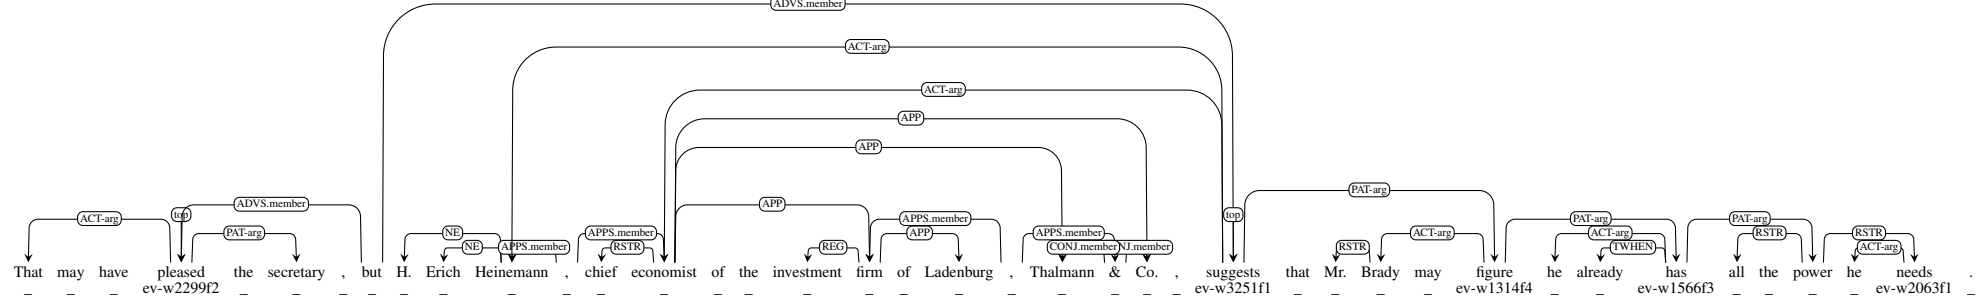 ADVS.member
ACT-arg
ACT-arg
APP
APP
PAT-arg
APP ADVS.member
top top
ACT-arg APPS.member PAT-arg PAT-arg
PAT-arg NE APP APPS.member ACT-arg ACT-arg RSTR RSTR
APPS.member
NE APPS.member RSTR REG CONJ.member NJ.member RSTR TWHEN ACT-arg
That may have pleased the secretary , but H. Erich Heinemann , chief economist of the investment firm of Ladenburg , Thalmann & Co. , suggests that Mr. Brady may figure he already has all the power he needs .
_ _ _ ev-w2299f2 _ _ _ _ _ _ _ _ _ _ _ _ _ _ _ _ _ _ _ _ _ _ ev-w3251f1 _ _ _ _ ev-w1314f4 _ _ ev-w1566f3 _ _ _ _ ev-w2063f1 _